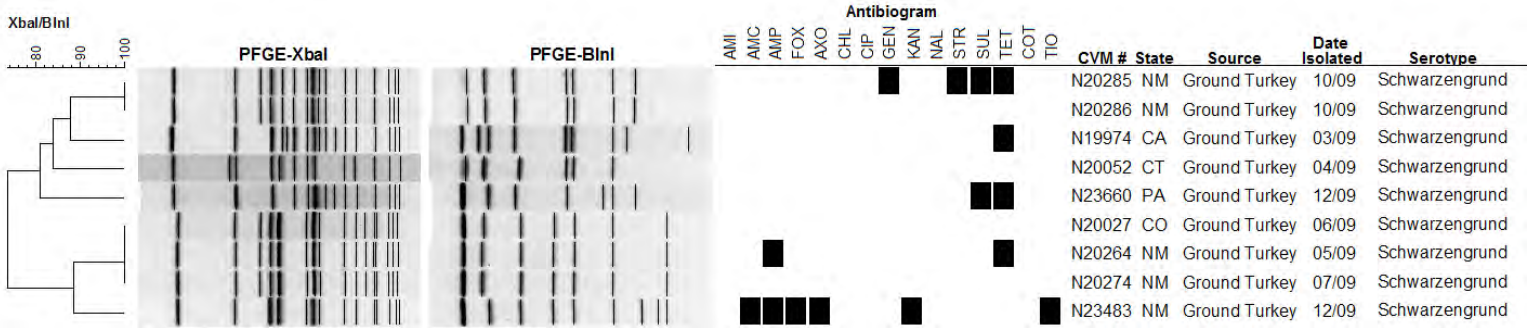 XbaI/BlnI
80
90
100
PFGE-XbaI
PFGE-BlnI
Antibiogram
AMI
AMC
AMP
FOX
AXO
CHL
CIP
GEN
KAN
NAL
STR
SUL
TET
COT
TIO
CVM # State Source Date Isolated Serotype
N20285 NM Ground Turkey 10/09 Schwarzengrund
N20286 NM Ground Turkey 10/09 Schwarzengrund
N19974 CA Ground Turkey 03/09 Schwarzengrund
N20052 CT Ground Turkey 04/09 Schwarzengrund
N23660 PA Ground Turkey 12/09 Schwarzengrund
N20027 CO Ground Turkey 06/09 Schwarzengrund
N20264 NM Ground Turkey 05/09 Schwarzengrund
N20274 NM Ground Turkey 07/09 Schwarzengrund
N23483 NM Ground Turkey 12/09 Schwarzengrund